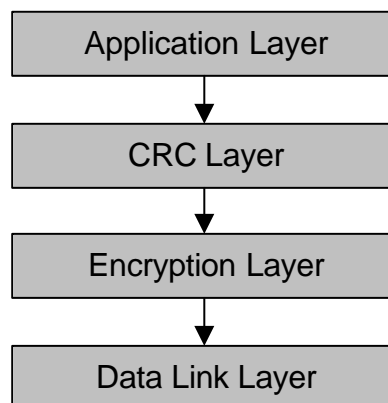 Application Layer
CRC Layer
Encryption Layer
Data Link Layer